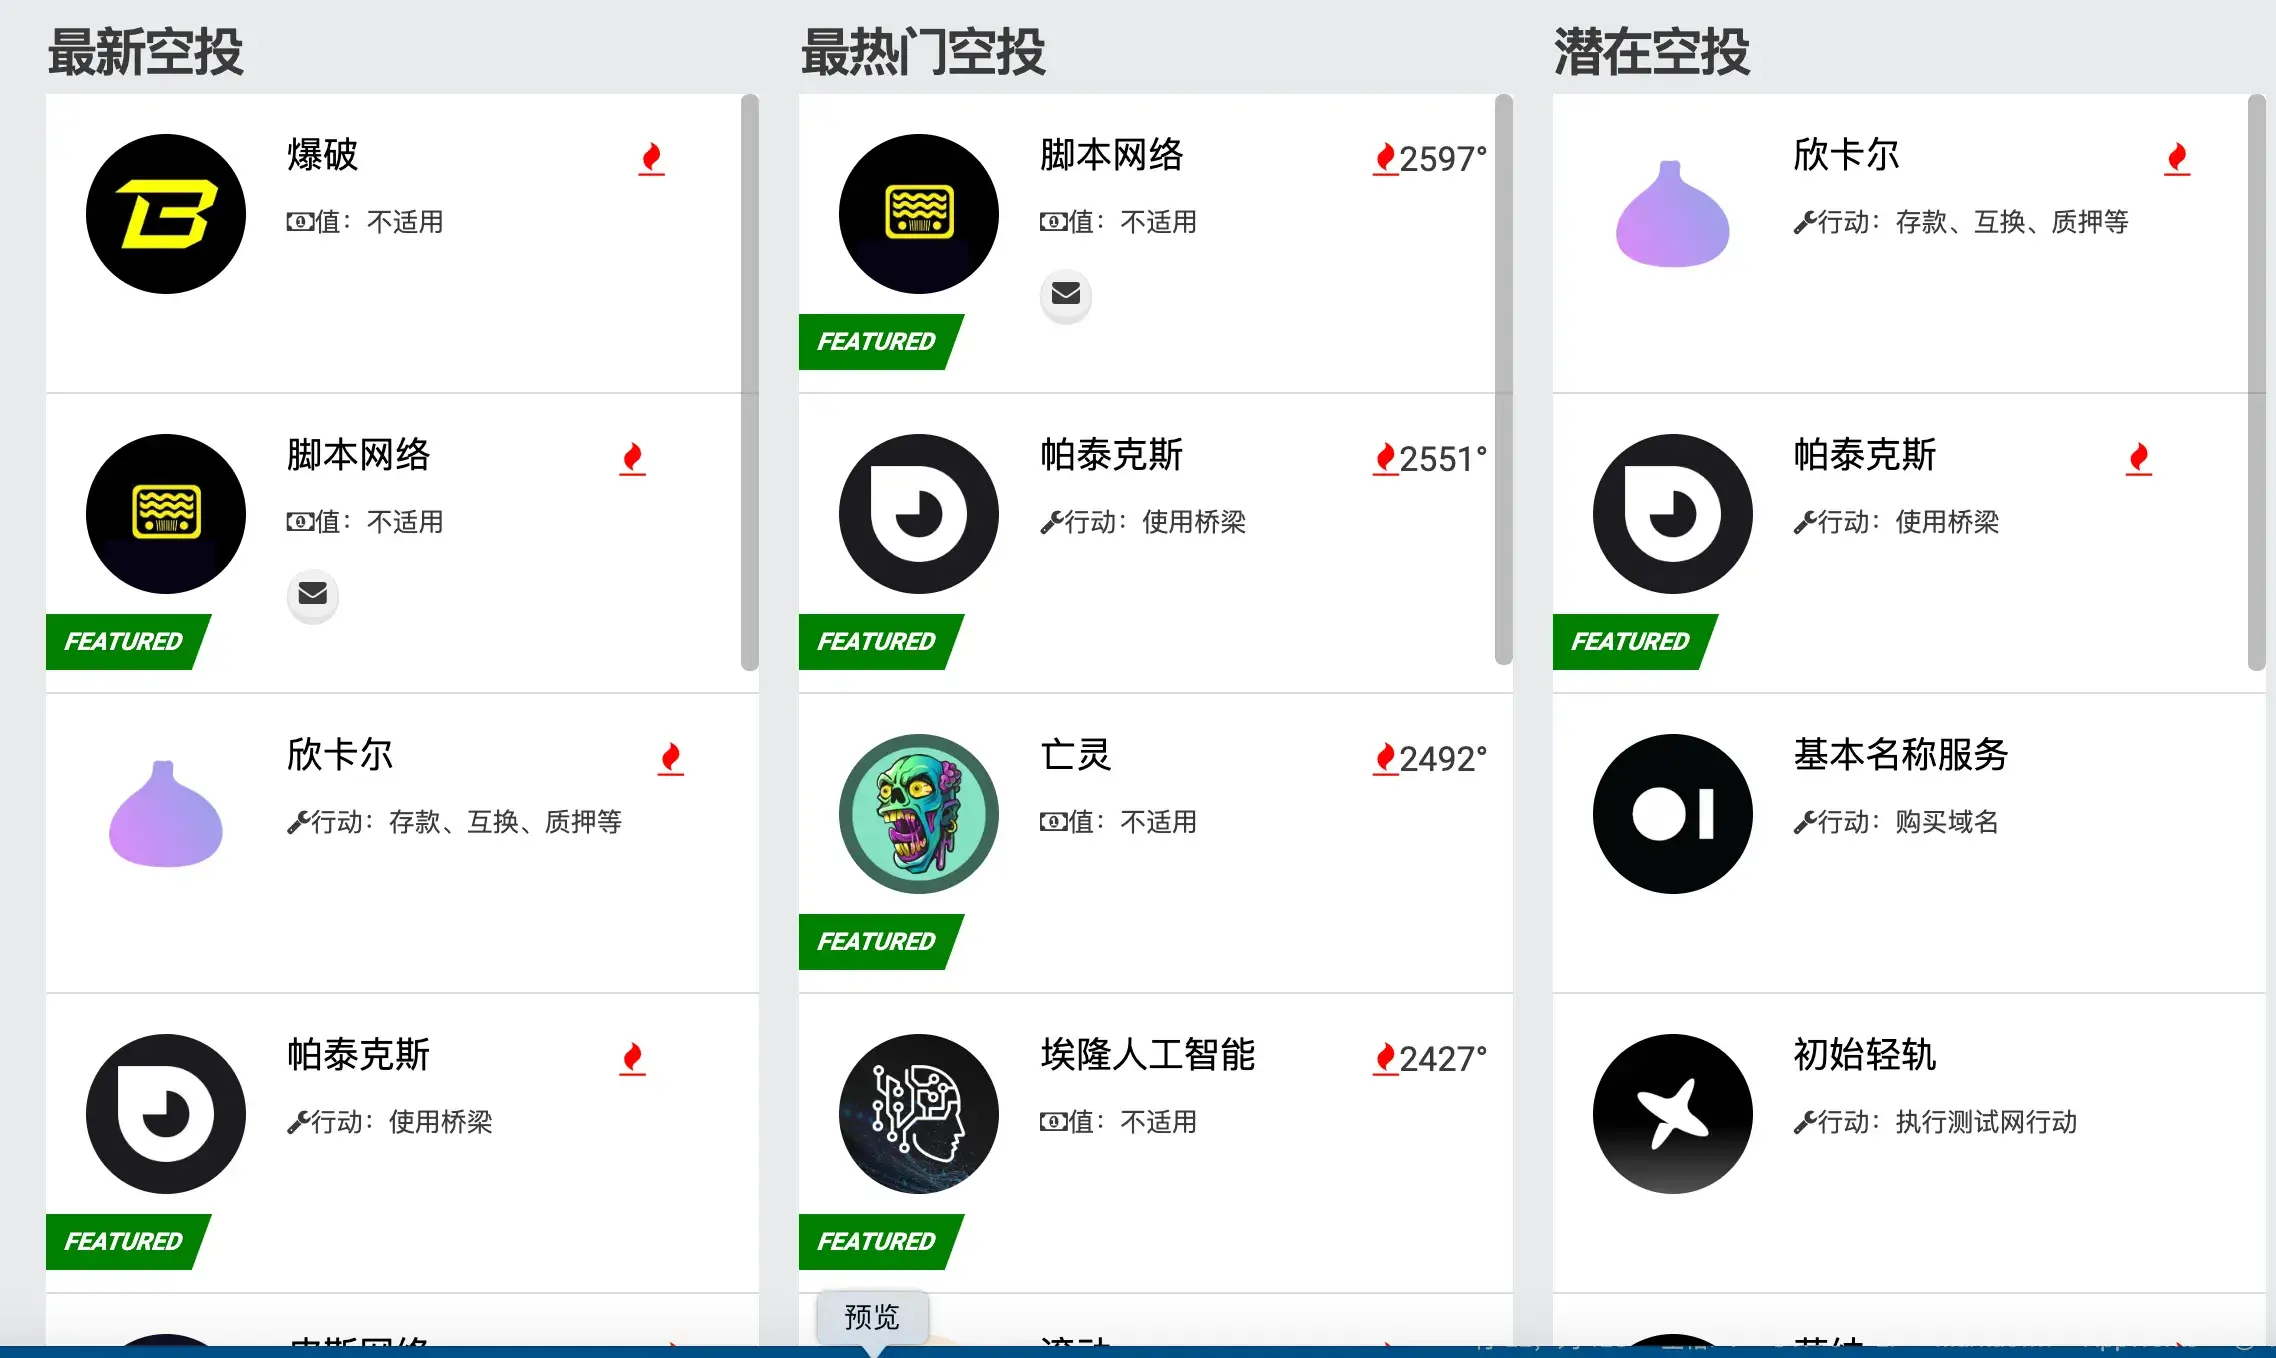 最新空投
爆破
值：不适用
脚本网络
值：不适用
FEATURED
欣卡尔
行动：存款、互换、质押等
帕泰克斯
行动：使用桥梁
FEATURED
最热门空投
脚本网络
2597°
值：不适用
FEATURED
帕泰克斯
2551°
行动：使用桥梁
FEATURED
亡灵
2492°
值：不适用
FEATURED
埃隆人工智能
2427°
值：不适用
FEATURED
预览
潜在空投
欣卡尔
行动：存款、互换、质押等
帕泰克斯
行动：使用桥梁
FEATURED
基本名称服务
行动：购买域名
初始轻轨
行动：执行测试网行动